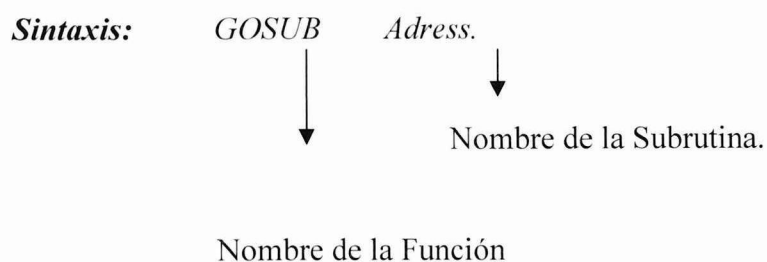 Sintaxis: GOSUB Adress.
Nombre de la Subrutina.
Nombre de la Función